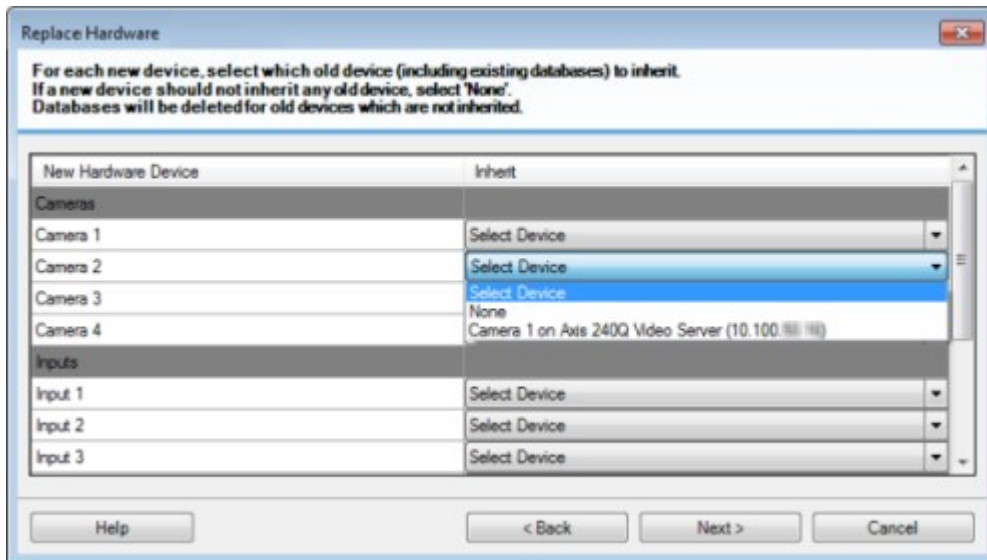 Replace Hardware
For each new device, select which old device (including existing databases) to inherit.
If a new device should not inherit any old device, select 'None'.
Databases will be deleted for old devices which are not inherited.
New Hardware Device Inherit
Cameras
Camera 1 Select Device
Camera 2 Select Device
Select Device
Camera 3
None
Camera 4
Camera 1 on Axis 240Q Video Server (10.100.
Inputs
Input 1 Select Device
Input 2 Select Device
Input 3 Select Device
Help < Back Next > Cancel